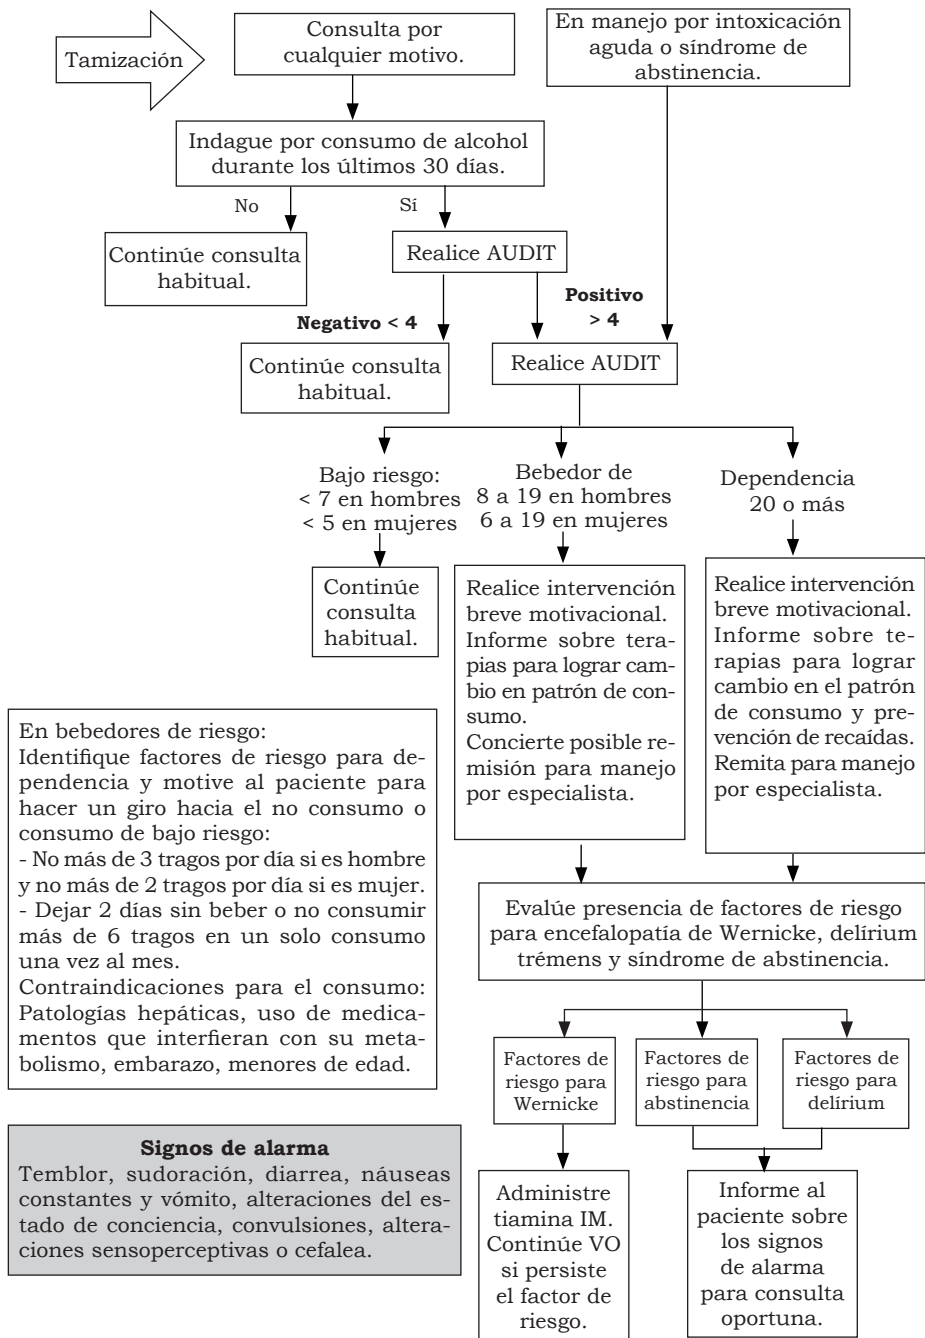 Tamización
Consulta por
cualquier motivo.
En manejo por intoxicación
aguda o síndrome de
abstinencia.
Indague por consumo de alcohol
durante los últimos 30 días.
No
Sí
Continúe consulta
habitual.
Realice AUDIT
Negativo < 4
Positivo
> 4
Continúe consulta
habitual.
Realice AUDIT
Bajo riesgo:
< 7 en hombres
< 5 en mujeres
Bebedor de
8 a 19 en hombres
6 a 19 en mujeres
Dependencia
20 o más
Continúe
consulta
habitual.
Realice intervención
breve motivacional.
Informe sobre tera-
pias para lograr cam-
bio en patrón de con-
sumo.
Concierte posible re-
misión para manejo
por especialista.
Realice intervención
breve motivacional.
Informe sobre te-
rapias para lograr
cambio en el patrón
de consumo y pre-
vención de recaídas.
Remita para manejo
por especialista.
En bebedores de riesgo:
Identifique factores de riesgo para de-
pendencia y motive al paciente para
hacer un giro hacia el no consumo o
consumo de bajo riesgo:
- No más de 3 tragos por día si es hombre
y no más de 2 tragos por día si es mujer.
- Dejar 2 días sin beber o no consumir
más de 6 tragos en un solo consumo
una vez al mes.
Contraindicaciones para el consumo:
Patologías hepáticas, uso de medica-
mentos que interfieran con su meta-
bolismo, embarazo, menores de edad.
Evalúe presencia de factores de riesgo
para encefalopatía de Wernicke, delírium
trémens y síndrome de abstinencia.
Factores de
riesgo para
Wernicke
Factores de
riesgo para
abstinencia
Factores de
riesgo para
delírium
Signos de alarma
Temblor, sudoración, diarrea, náuseas
constantes y vómito, alteraciones del es-
tado de conciencia, convulsiones, altera-
ciones sensoperceptivas o cefalea.
Administre
tiamina IM.
Continúe VO
si persiste
el factor de
riesgo.
Informe al
paciente sobre
los signos
de alarma
para consulta
oportuna.